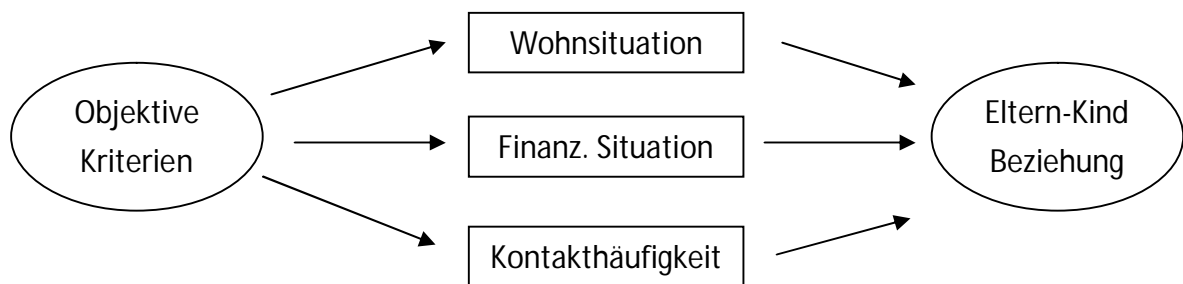 Objektive
Kriterien
Wohnsituation
Finanz. Situation
Kontakthäufigkeit
Eltern-Kind
Beziehung